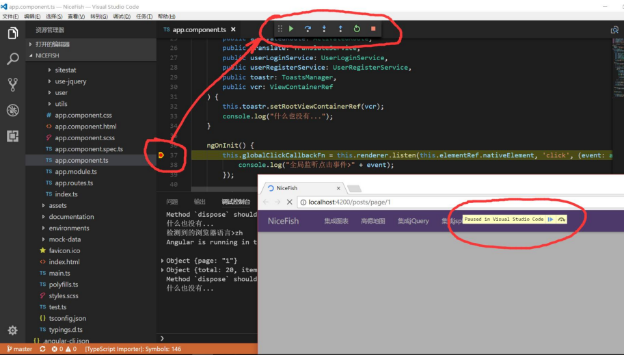 app.component.ts - NiceFish - Visual Studio Code
文件(F) 编辑(E) 选择(S) 查看(V) 转到(G) 调试(D) 任务(T) 帮助(H)
资源管理器
打开的编辑器
NICEFISH
sitestat
use-jquery
user
utils
app.component.css
app.component.html
app.component.scss
app.component.spec.ts
app.component.ts
app.module.ts
app.routes.ts
index.ts
assets
documentation
environments
mock-data
favicon.ico
index.html
main.ts
polyfills.ts
styles.scss
test.ts
tsconfig.json
typings.d.ts
.angular-cli.json
app.component.ts
public translate: TranslateService,
27
public userLoginService: UserLoginService,
28
public userRegisterService: UserRegisterService,
29
public toastr: ToastsManager,
30
public vcr: ViewContainerRef
31
) {
32
this.toastr.setRootViewContainerRef(vcr);
33
console.log("什么也没有...");
34
}
35
36
ngOnInit() {
37
this.globalClickCallbackFn = this.renderer.listen(this.elementRef.nativeElement, 'click', (event:
38
console.log("全局监听点击事件>" + event);
39
});
40
问题 输出 调试控制台
Method `dispose` should
什么也没有...
检测到的浏览器语言>zh
Angular is running in t
Object {page: "1"}
Object {total: 20, item
Method `dispose` should
什么也没有...
NiceFish
localhost:4200/posts/page/1
NiceFish 集成图表 高德地图 集成jQuery
Paused in Visual Studio Code
master 0 0 [TypeScript Importer]: Symbols: 146